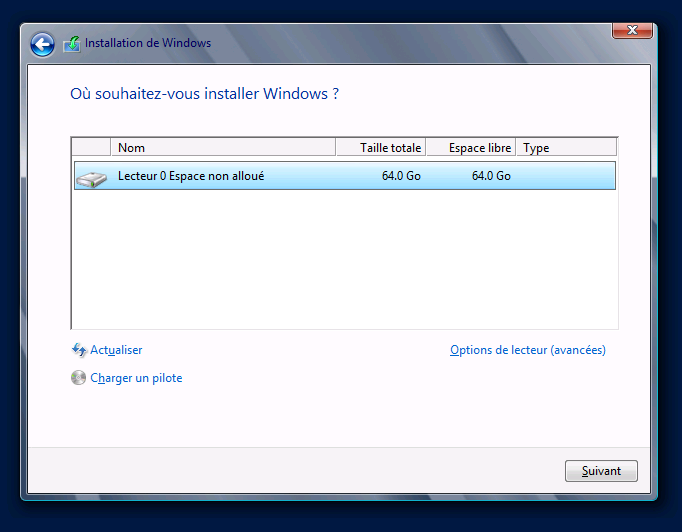 Installation de Windows
Où souhaitez-vous installer Windows ?
Nom Taille totale Espace libre Type
Lecteur 0 Espace non alloué 64.0 Go 64.0 Go
Actualiser Options de lecteur (avancées)
Charger un pilote
Suivant